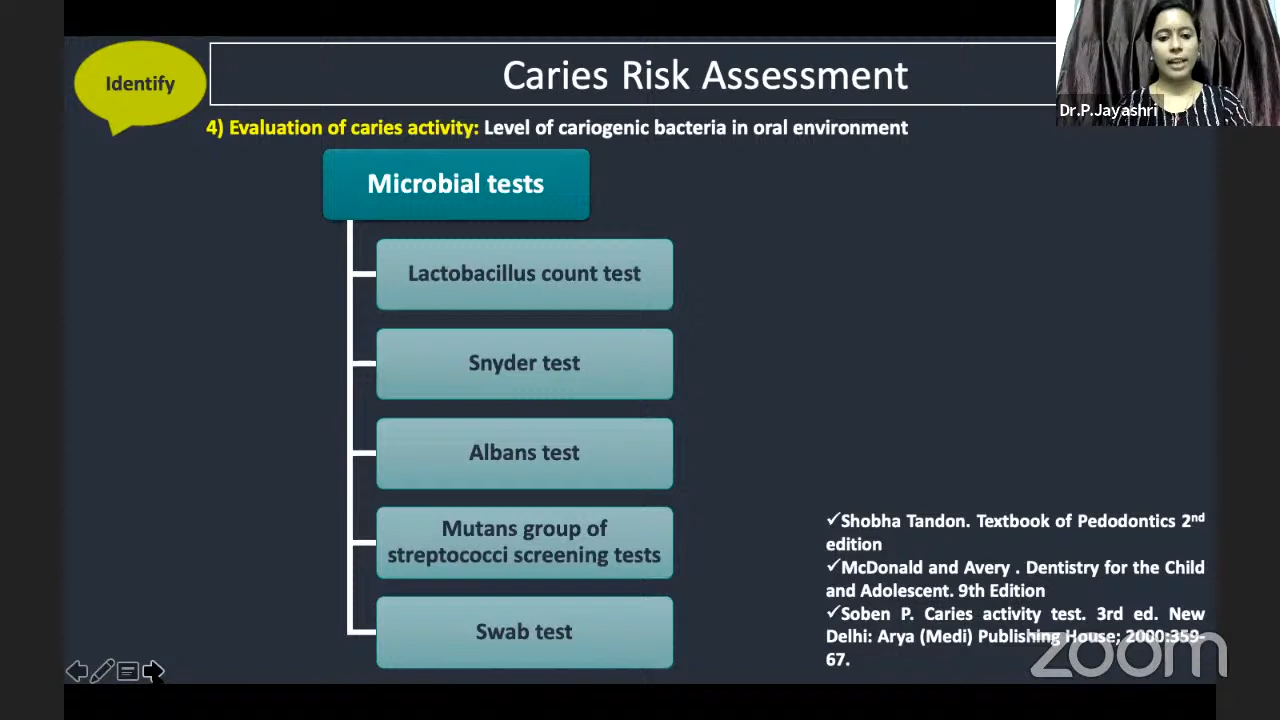 Identify
Caries Risk Assessment
Dr.P.Jayashri
4) Evaluation of caries activity: Level of cariogenic bacteria in oral environment
Microbial tests
Lactobacillus count test
Snyder test
Albans test
Mutans group of
streptococci screening tests
Swab test
✓Shobha Tandon. Textbook of Pedodontics 2nd
edition
✓McDonald and Avery . Dentistry for the Child
and Adolescent. 9th Edition
✓Soben P. Caries activity test. 3rd ed. New
Delhi: Arya (Medi) Publishing House; 2000:359-
67.
zoom